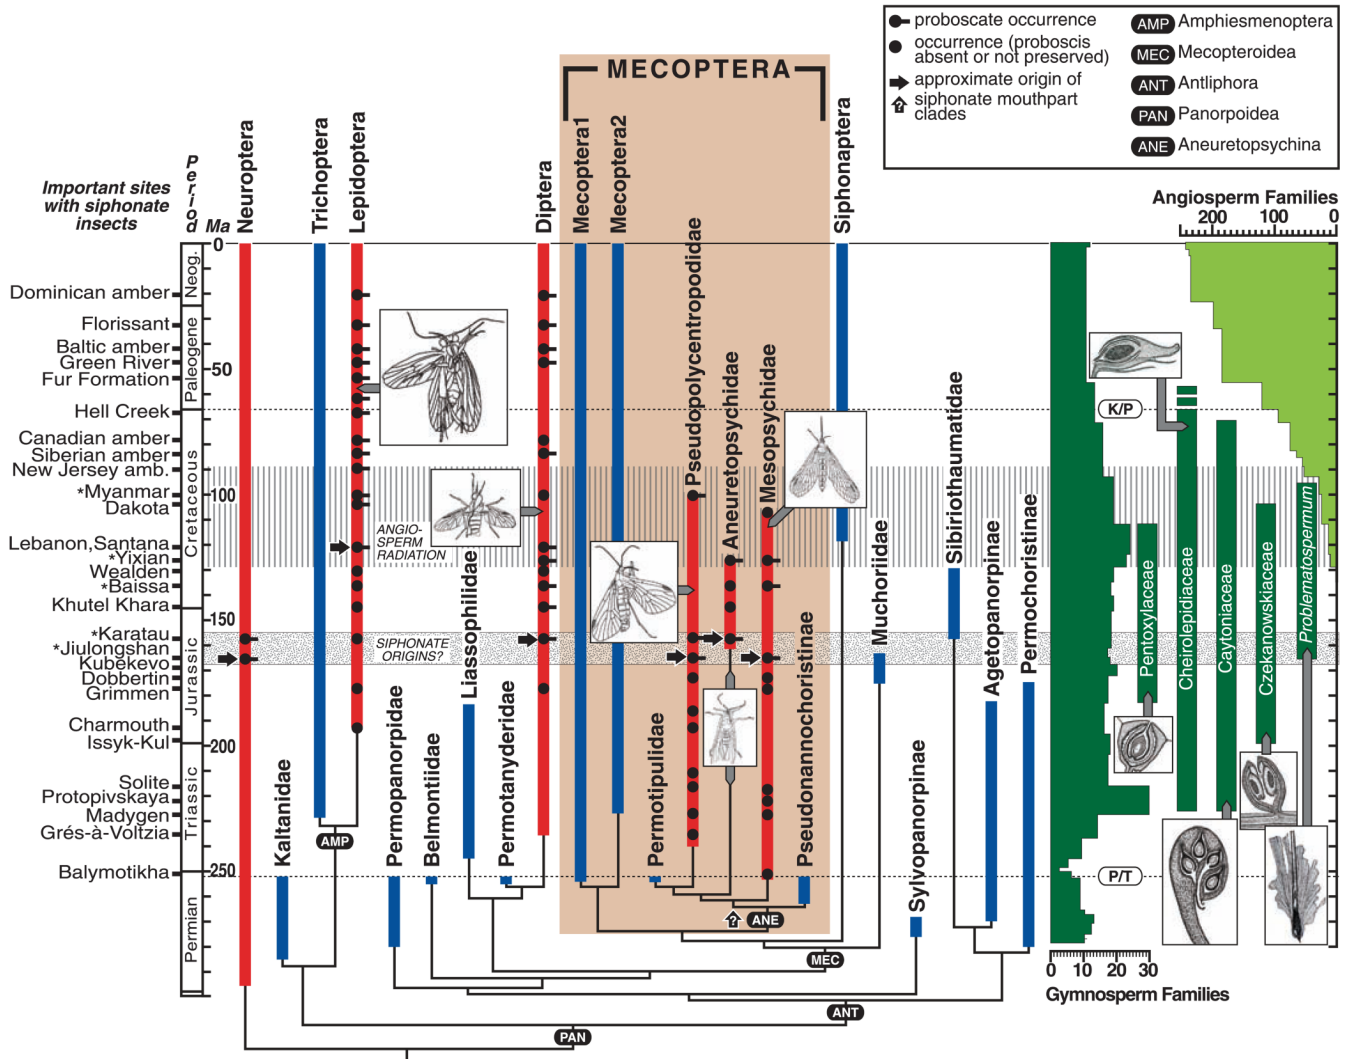 proboscate occurrence
occurrence (proboscis
absent or not preserved)
approximate origin of
siphonate mouthpart
clades
?
AMP Amphiesmenoptera
MEC Mecopteroidea
ANT Antliphora
PAN Panorpoidea
ANE Aneuretopsychina
MECOPTERA
Important sites
with siphonate
insects
Period
Ma
Neuroptera
Trichoptera
Lepidoptera
Diptera
Mecoptera1
Mecoptera2
Siphonaptera
Angiosperm Families
200 100 0
0
50
100
150
200
250
Neog.
Paleogene
Cretaceous
Jurassic
Triassic
Permian
Dominican amber
Florissant
Baltic amber
Green River
Fur Formation
Hell Creek
Canadian amber
Siberian amber
New Jersey amb.
*Myanmar
Dakota
Lebanon,Santana
*Yixian
Wealden
*Baissa
Khutel Khara
*Karatau
*Jiulongshan
Kubekevo
Dobbertin
Grimmen
Charmouth
Issyk-Kul
Solite
Protopivskaya
Madygen
Grés-à-Voltzia
Balymotikha
ANGIO-
SPERM
RADIATION
SIPHONATE
ORIGINS?
Pseudopolycentropodidae
Aneuretopsychidae
Mesopsychidae
Kaltanidae
Permopanorpidae
Belmontiidae
Liassophilidae
Permotanyderidae
Permotipulidae
Pseudonannochoristinae
Muchoriidae
Sylvopanorpinae
Sibiriothaumatidae
Agetopanorpinae
Permochoristinae
K/P
P/T
Pentoxylaceae
Cheirolepidiaceae
Caytoniaceae
Czekanowskiaceae
Problematospermum
AMP
?
ANE
MEC
ANT
PAN
0 10 20 30
Gymnosperm Families